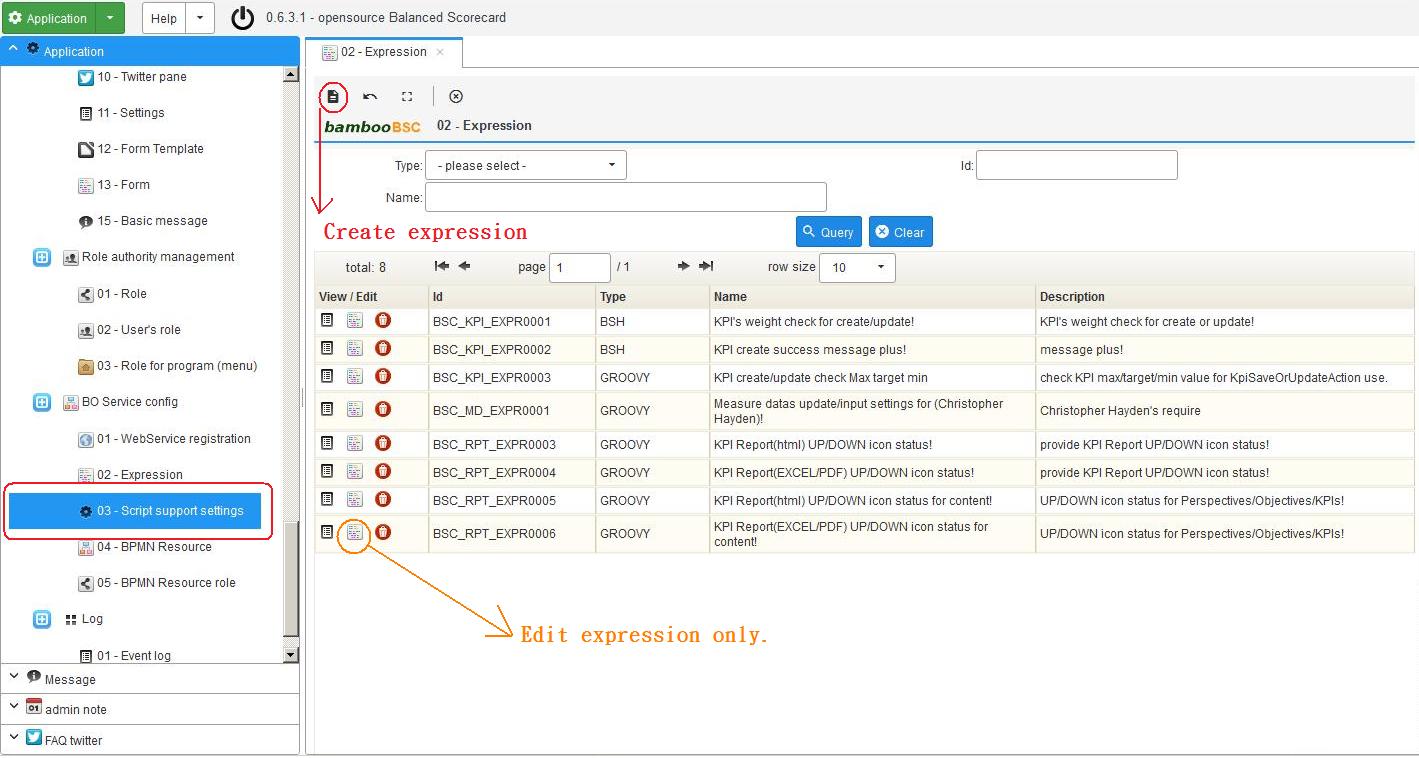 Application
Help
0.6.3.1 - opensource Balanced Scorecard
Application
10 - Twitter pane
11 - Settings
12 - Form Template
13 - Form
15 - Basic message
Role authority management
01 - Role
02 - User's role
03 - Role for program (menu)
BO Service config
01 - WebService registration
02 - Expression
03 - Script support settings
04 - BPMN Resource
05 - BPMN Resource role
Log
01 - Event log
Message
01
admin note
FAQ twitter
02 - Expression
bambooBSC 02 - Expression
Type: - please select - Id:
Name:
Create expression
Query Clear
total: 8 page 1 / 1 row size 10
View / Edit Id Type Name Description
BSC_KPI_EXPR0001 BSH KPI's weight check for create/update! KPI's weight check for create or update!
BSC_KPI_EXPR0002 BSH KPI create success message plus! message plus!
BSC_KPI_EXPR0003 GROOVY KPI create/update check Max target min check KPI max/target/min value for KpiSaveOrUpdateAction use.
BSC_MD_EXPR0001 GROOVY Measure datas update/input settings for (Christopher Hayden)! Christopher Hayden's require
BSC_RPT_EXPR0003 GROOVY KPI Report(html) UP/DOWN icon status! provide KPI Report UP/DOWN icon status!
BSC_RPT_EXPR0004 GROOVY KPI Report(EXCEL/PDF) UP/DOWN icon status! provide KPI Report UP/DOWN icon status!
BSC_RPT_EXPR0005 GROOVY KPI Report(html) UP/DOWN icon status for content! UP/DOWN icon status for Perspectives/Objectives/KPIs!
BSC_RPT_EXPR0006 GROOVY KPI Report(EXCEL/PDF) UP/DOWN icon status for content! UP/DOWN icon status for Perspectives/Objectives/KPIs!
Edit expression only.